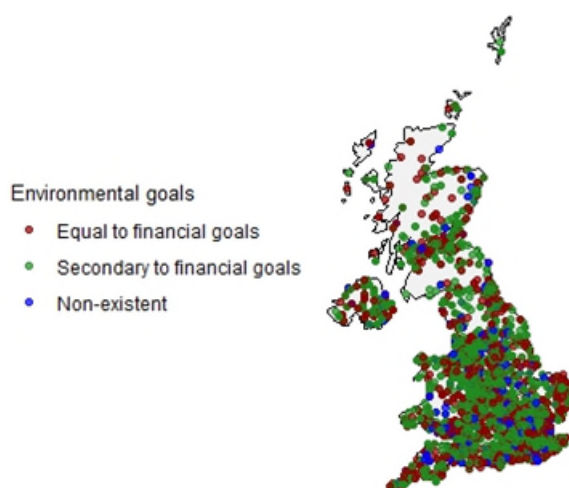 Environmental goals
Equal to financial goals
Secondary to financial goals
Non-existent